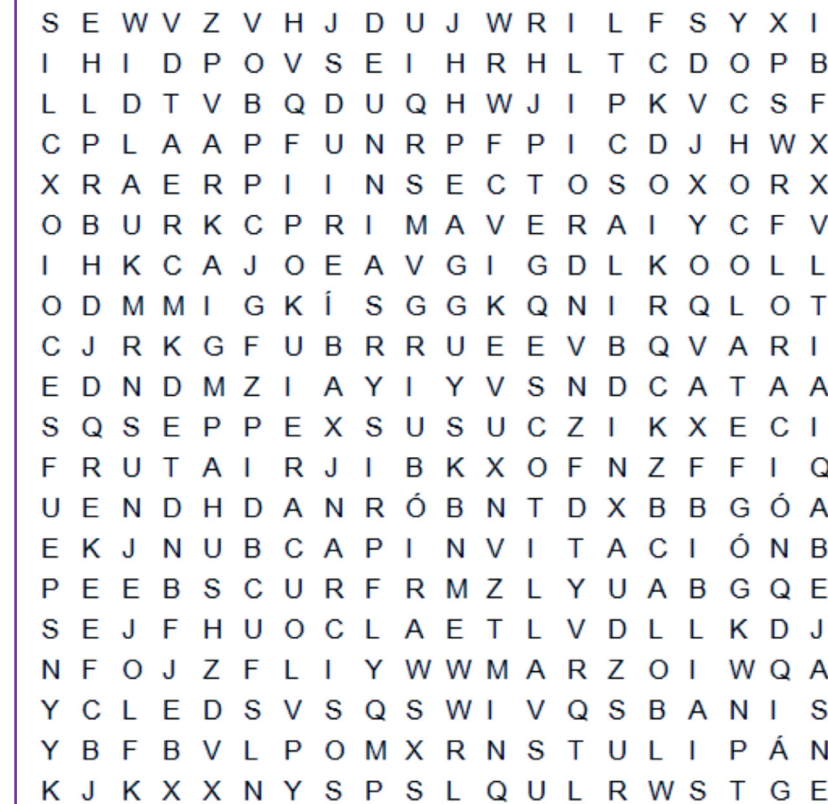 S E W V Z V H J D U J W R I L F S Y X I
I H I D P O V S E I H R H L T C D O P B
L L D T V B Q D U Q H W J I P K V C S F
C P L A A P F U N R P F P I C D J H W X
X R A E R P I I N S E C T O S O X O R X
O B U R K C P R I M A V E R A I Y C F V
I H K C A J O E A V G I G D L K O O L L
O D M M I G K Í S G G K Q N I R Q L O T
C J R K G F U B R R U E E V B Q V A R I
E D N D M Z I A Y I Y V S N D C A T A A
S Q S E P P E X S U S U C Z I K X E C I
F R U T A I R J I B K X O F N Z F F I Q
U E N D H D A N R Ó B N T D X B B G Ó A
E K J N U B C A P I N V I T A C I Ó N B
P E E B S C U R F R M Z L Y U A B G Q E
S E J F H U O C L A E T L V D L L K D J
N F O J Z F L I Y W W M A R Z O I W Q A
Y C L E D S V S Q S W I V Q S B A N I S
Y B F B V L P O M X R N S T U L I P Á N
K J K X X N Y S P S L Q U L R W S T G E